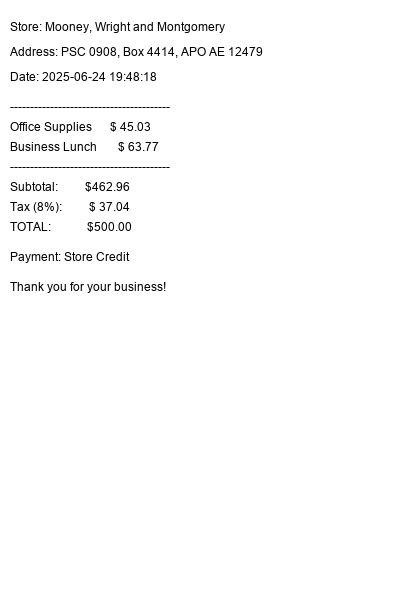 Store: Mooney, Wright and Montgomery
Address: PSC 0908, Box 4414, APO AE 12479
Date: 2025-06-24 19:48:18
----------------------------------------
Office Supplies $ 45.03
Business Lunch $ 63.77
----------------------------------------
Subtotal: $462.96
Tax (8%): $ 37.04
TOTAL: $500.00
Payment: Store Credit
Thank you for your business!